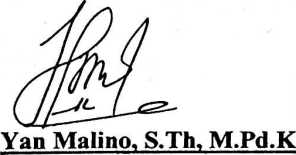 Yan Malino, S.Th, M.Pd.K